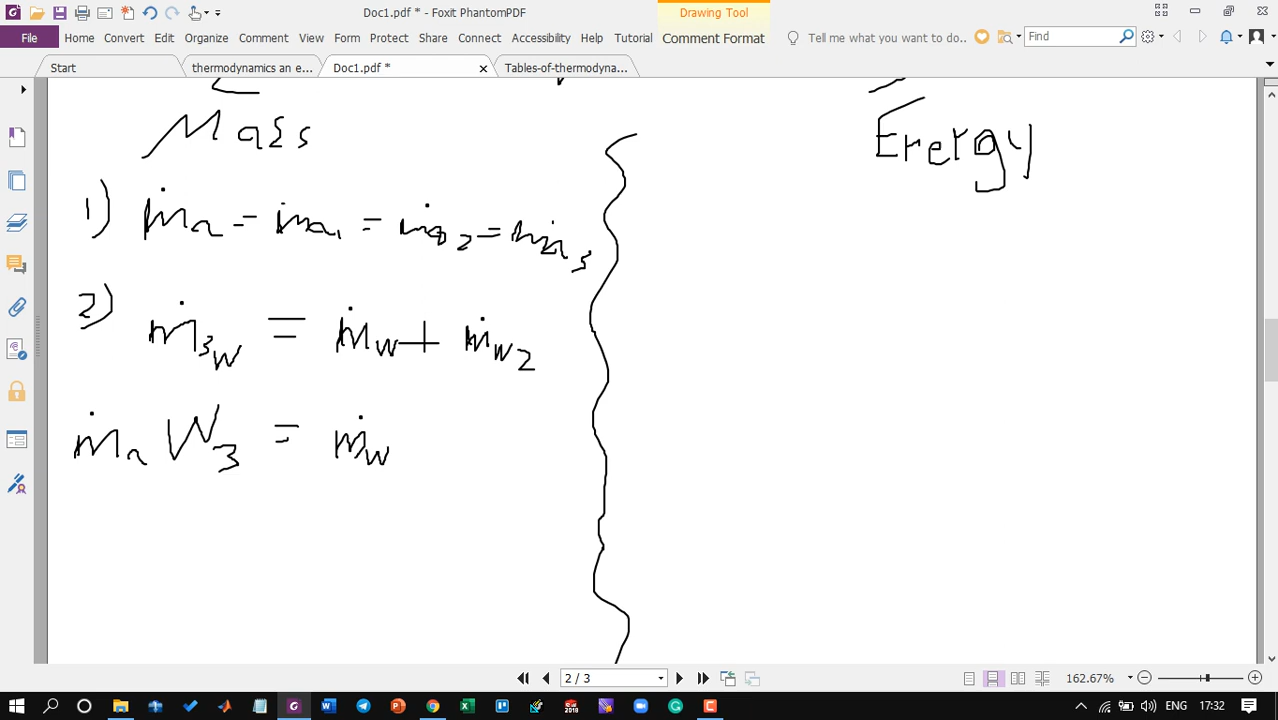 Doc1.pdf * - Foxit PhantomPDF
Drawing Tool
File Home Convert Edit Organize Comment View Form Protect Share Connect Accessibility Help Tutorial Comment Format Tell me what you want to do.. Find
Start thermodynamics an e... Doc1.pdf * Tables-of-thermodyna...
Mass
Energy
1) ṁa = ṁa1 = ṁa2 = ṁa3
2) ṁ3w = ṁw + ṁw2
ṁa W3 = ṁw
2 / 3
162.67%
ENG 17:32